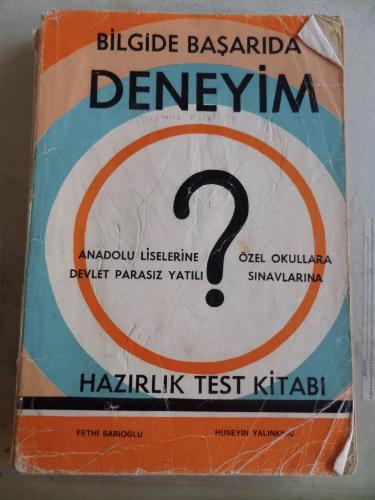 BİLGİDE BAŞARIDA
DENEYİM
?
ANADOLU LİSELERİNE ÖZEL OKULLARA
DEVLET PARASIZ YATILI SINAVLARINA
HAZIRLIK TEST KİTABI
FETHİ SARIOĞLU HÜSEYİN YALINKILIÇ